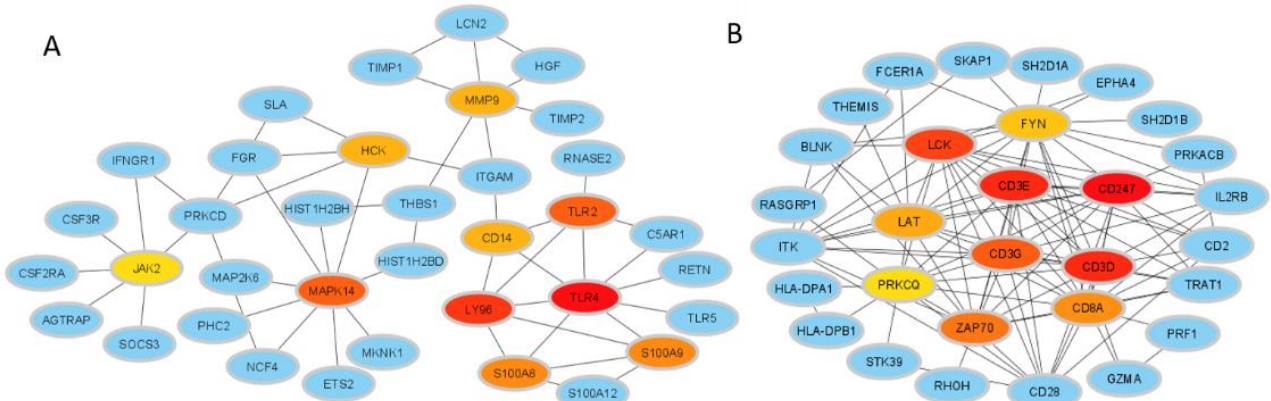 A
LCN2
TIMP1
HGF
MMP9
TIMP2
SLA
HCK
FGR
IFNGR1
RNASE2
ITGAM
PRKCD
HIST1H2BH
THBS1
TLR2
CSF3R
CD14
C5AR1
JAK2
HIST1H2BD
RETN
CSF2RA
MAP2K6
MAPK14
LY96
TLR4
AGTRAP
PHC2
TLR5
SOCS3
NCF4
MKNK1
ETS2
S100A9
S100A8
S100A12
B
SKAP1
SH2D1A
FCER1A
EPHA4
THEMIS
FYN
SH2D1B
BLNK
LCK
PRKACB
CD3E
CD247
IL2RB
RASGRP1
LAT
ITK
CD3G
CD2
CD3D
HLA-DPA1
PRKCQ
TRAT1
CD8A
HLA-DPB1
ZAP70
PRF1
STK39
RHOH
CD28
GZMA